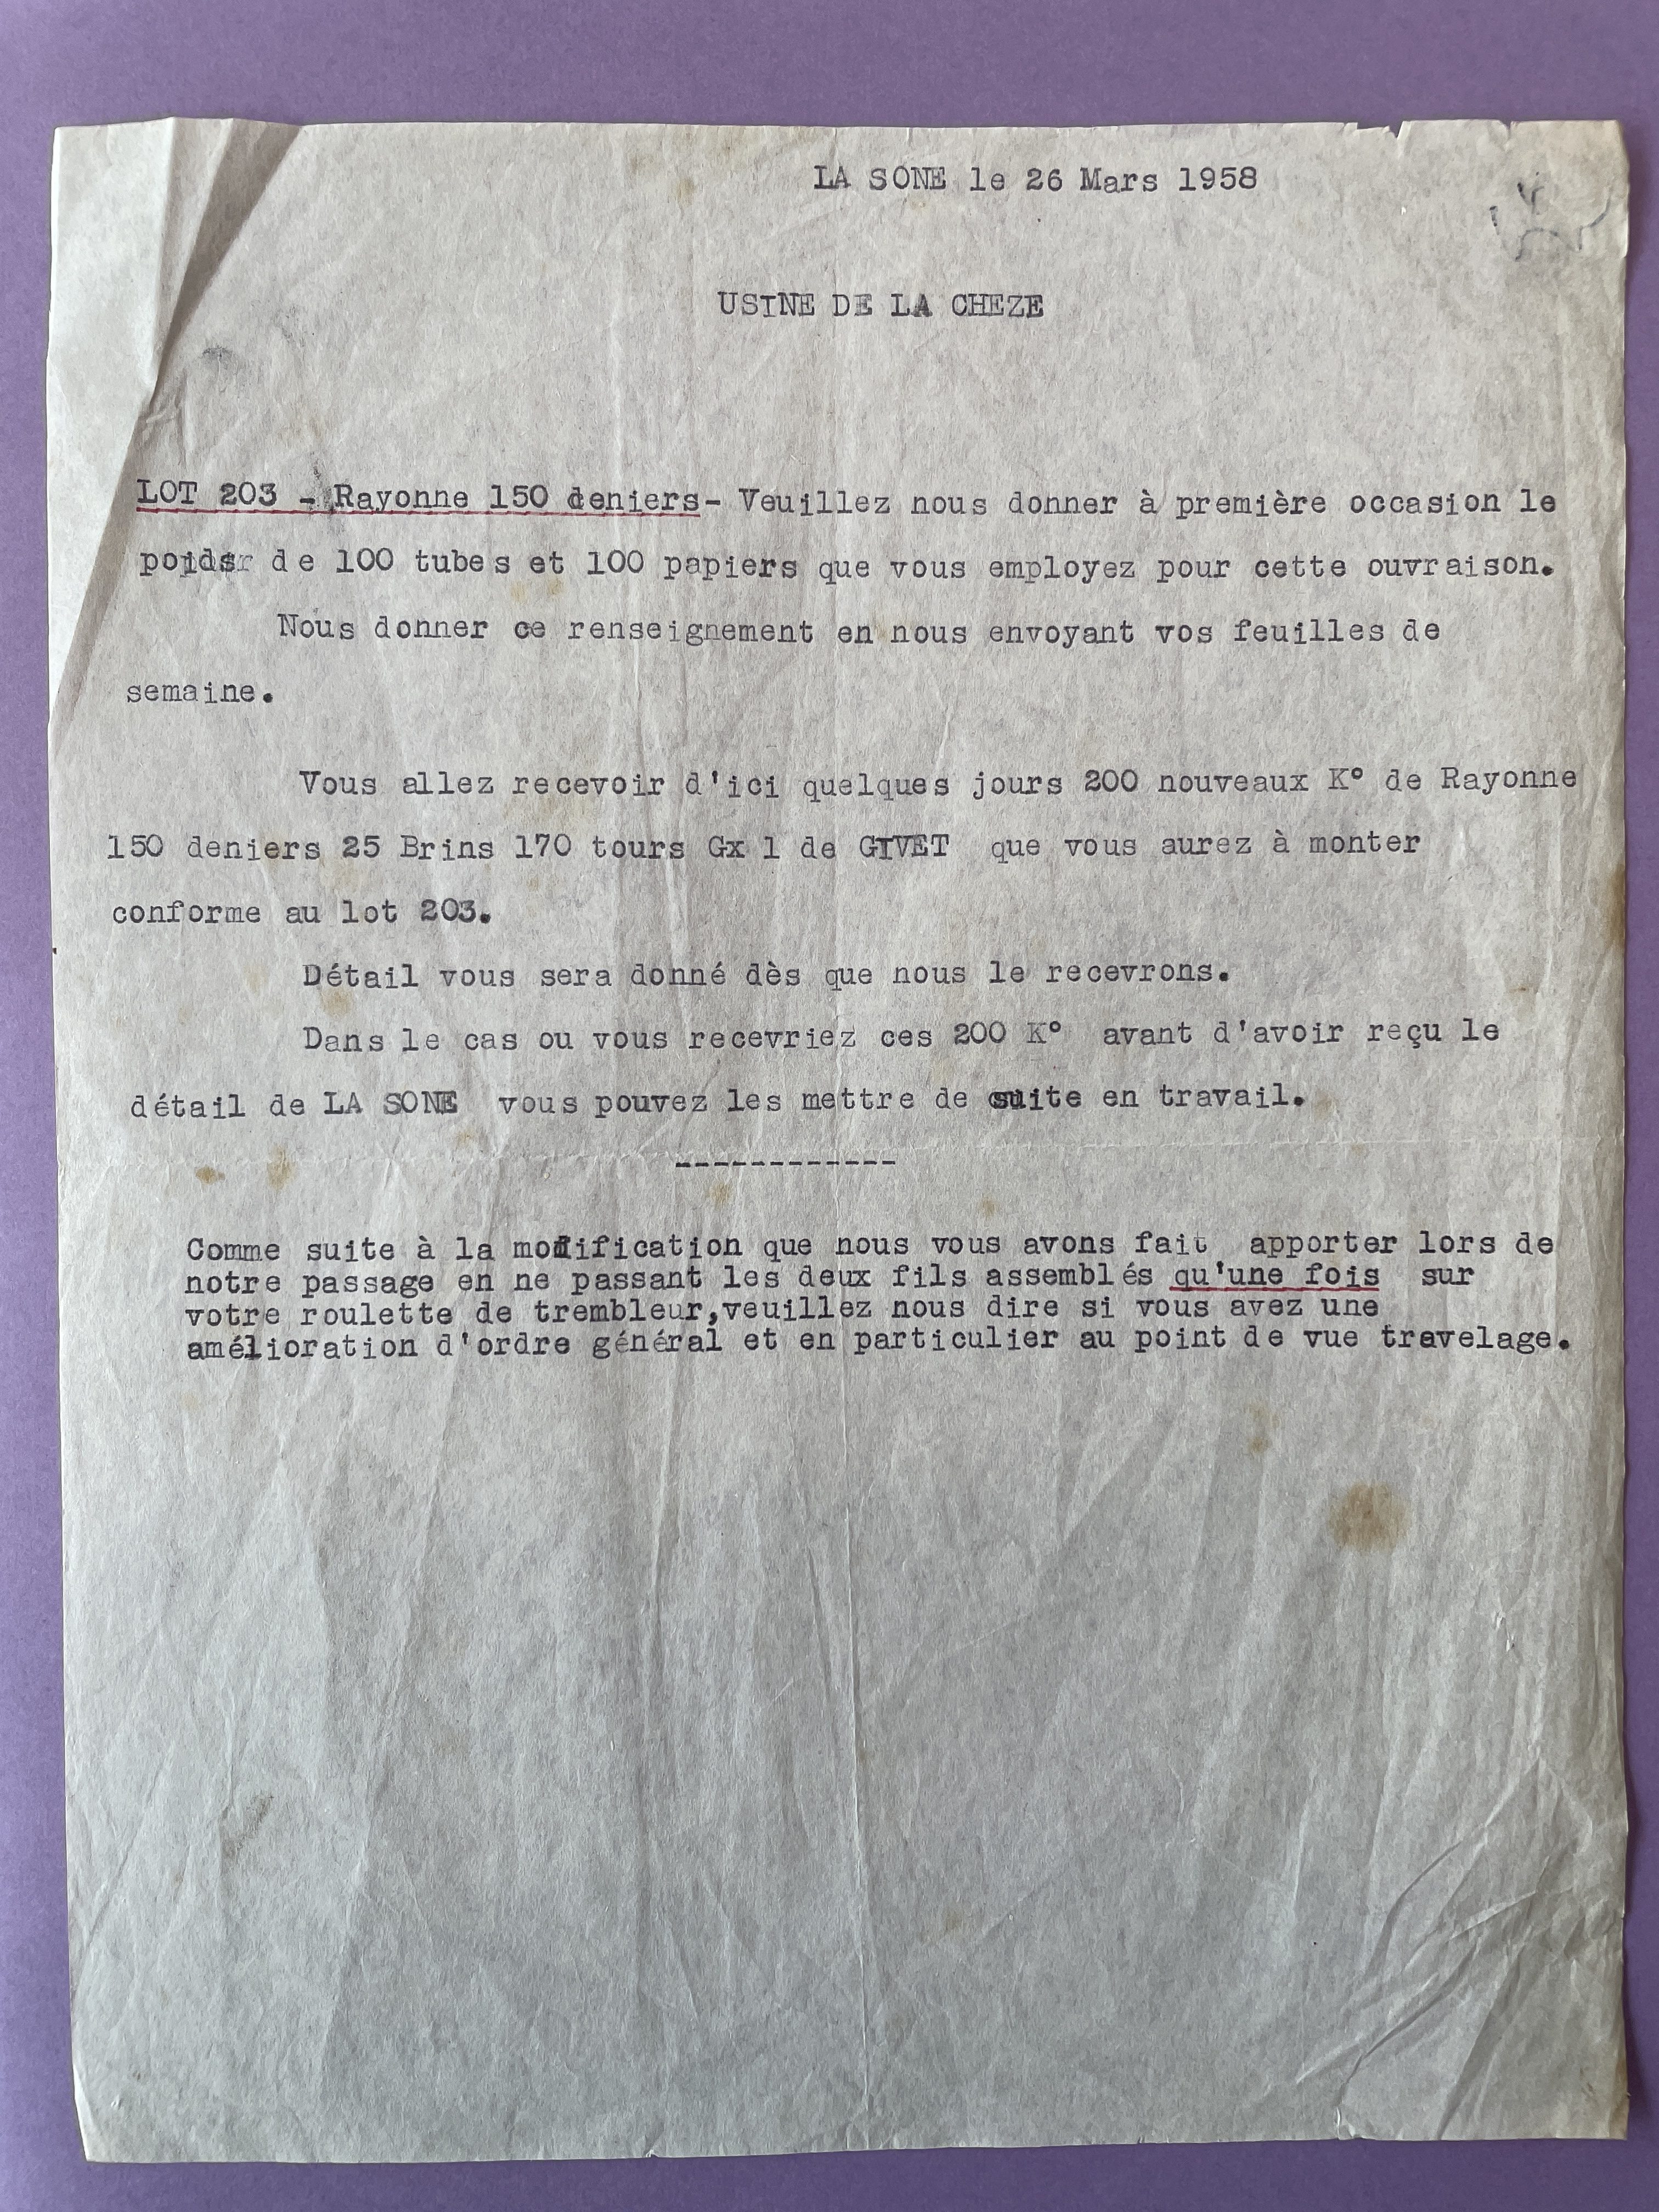 LA SONE le 26 Mars 1958
USINE DE LA CHEZE
LOT 203 - Rayonne 150 deniers- Veuillez nous donner à première occasion le
poids de 100 tubes et 100 papiers que vous employez pour cette ouvraison.
Nous donner ce renseignement en nous envoyant vos feuilles de
semaine.
Vous allez recevoir d'ici quelques jours 200 nouveaux K° de Rayonne
150 deniers 25 Brins 170 tours Gx 1 de GIVET que vous aurez à monter
conforme au lot 203.
Détail vous sera donné dès que nous le recevrons.
Dans le cas ou vous recevriez ces 200 K° avant d'avoir reçu le
détail de LA SONE vous pouvez les mettre de suite en travail.
------------
Comme suite à la modification que nous vous avons fait apporter lors de
notre passage en ne passant les deux fils assemblés qu'une fois sur
votre roulette de trembleur,veuillez nous dire si vous avez une
amélioration d'ordre général et en particulier au point de vue travelage.